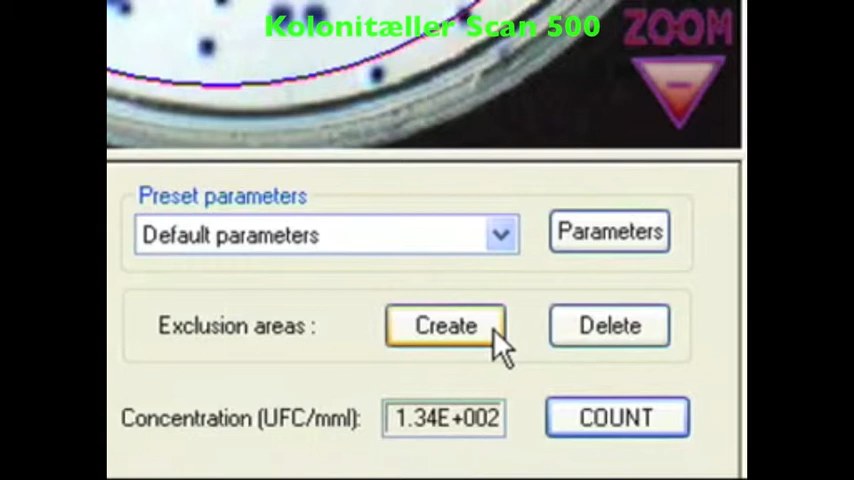 Kolonitæller Scan 500
ZOOM
Preset parameters
Default parameters
Parameters
Exclusion areas :
Create
Delete
Concentration (UFC/mml):
1.34E+002
COUNT